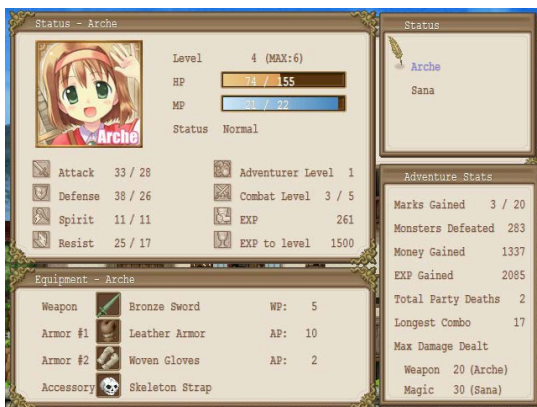 Status - Arche
Level 4 (MAX:6)
HP 74 / 155
MP 21 / 22
Status Normal
Arche
Attack 33 / 28
Defense 38 / 26
Spirit 11 / 11
Resist 25 / 17
Adventurer Level 1
Combat Level 3 / 5
EXP 261
EXP to level 1500
Equipment - Arche
Weapon Bronze Sword WP: 5
Armor #1 Leather Armor AP: 10
Armor #2 Woven Gloves AP: 2
Accessory Skeleton Strap
Status
Arche
Sana
Adventure Stats
Marks Gained 3 / 20
Monsters Defeated 283
Money Gained 1337
EXP Gained 2085
Total Party Deaths 2
Longest Combo 17
Max Damage Dealt
Weapon 20 (Arche)
Magic 30 (Sana)